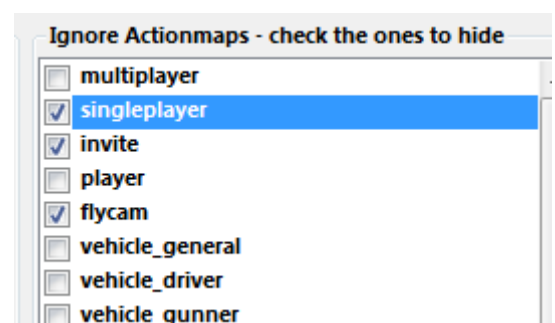 Ignore Actionmaps - check the ones to hide
multiplayer
singleplayer
invite
player
flycam
vehicle_general
vehicle_driver
vehicle_gunner